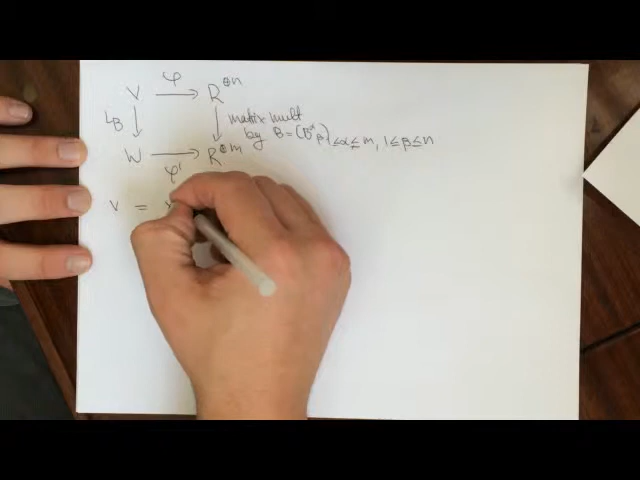 V φ→ R⊕n
L_B ↓ ↓ matrix mult
by B = (B^α_β) 1≤α≤m, 1≤β≤n
W →φ' R⊕m
v =